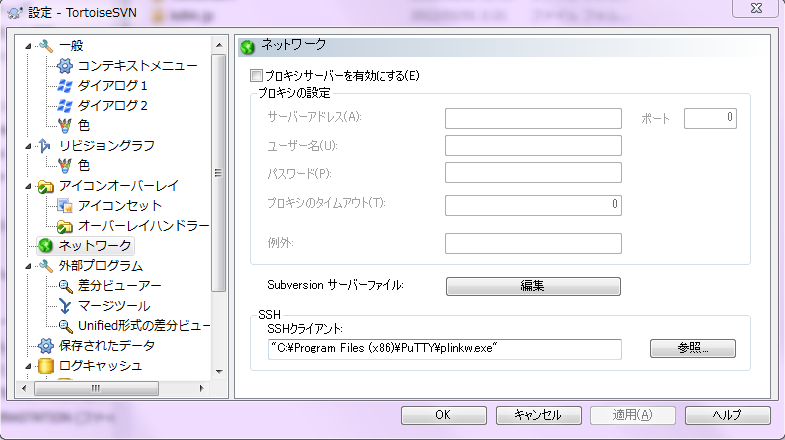 設定 - TortoiseSVN
一般
コンテキストメニュー
ダイアログ1
ダイアログ2
色
リビジョングラフ
色
アイコンオーバーレイ
アイコンセット
オーバーレイハンドラー
ネットワーク
外部プログラム
差分ビューアー
マージツール
Unified形式の差分ビュー
保存されたデータ
ログキャッシュ
ネットワーク
プロキシサーバーを有効にする(E)
プロキシの設定
サーバーアドレス(A):
ポート
0
ユーザー名(U):
パスワード(P):
プロキシのタイムアウト(T):
0
例外:
Subversion サーバーファイル:
編集
SSH
SSHクライアント:
"C:¥Program Files (x86)¥PuTTY¥plinkw.exe"
参照...
OK
キャンセル
適用(A)
ヘルプ